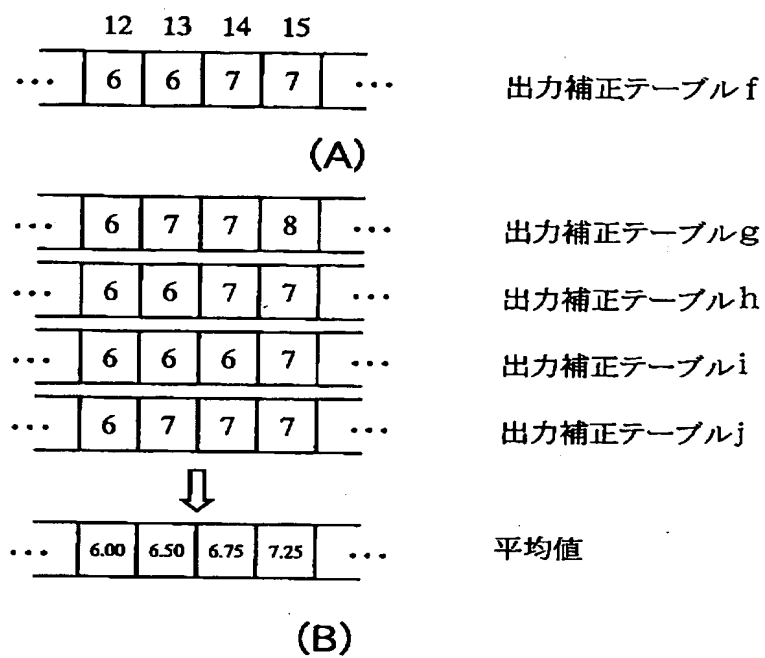 12 13 14 15
… 6 6 7 7 … 出力補正テーブルf
(A)
… 6 7 7 8 … 出力補正テーブルg
… 6 6 7 7 … 出力補正テーブルh
… 6 6 6 7 … 出力補正テーブルi
… 6 7 7 7 … 出力補正テーブルj
… 6.00 6.50 6.75 7.25 … 平均値
(B)